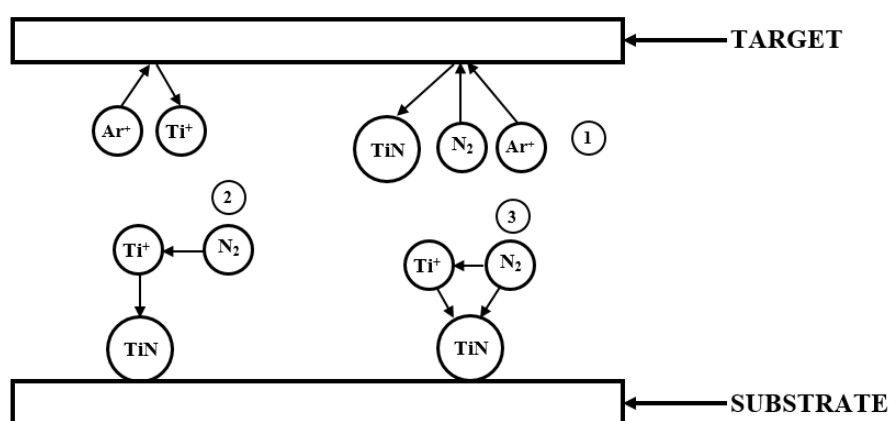 TARGET
Ar⁺
Ti⁺
TiN
N₂
Ar⁺
1
2
3
Ti⁺
N₂
Ti⁺
N₂
TiN
TiN
SUBSTRATE